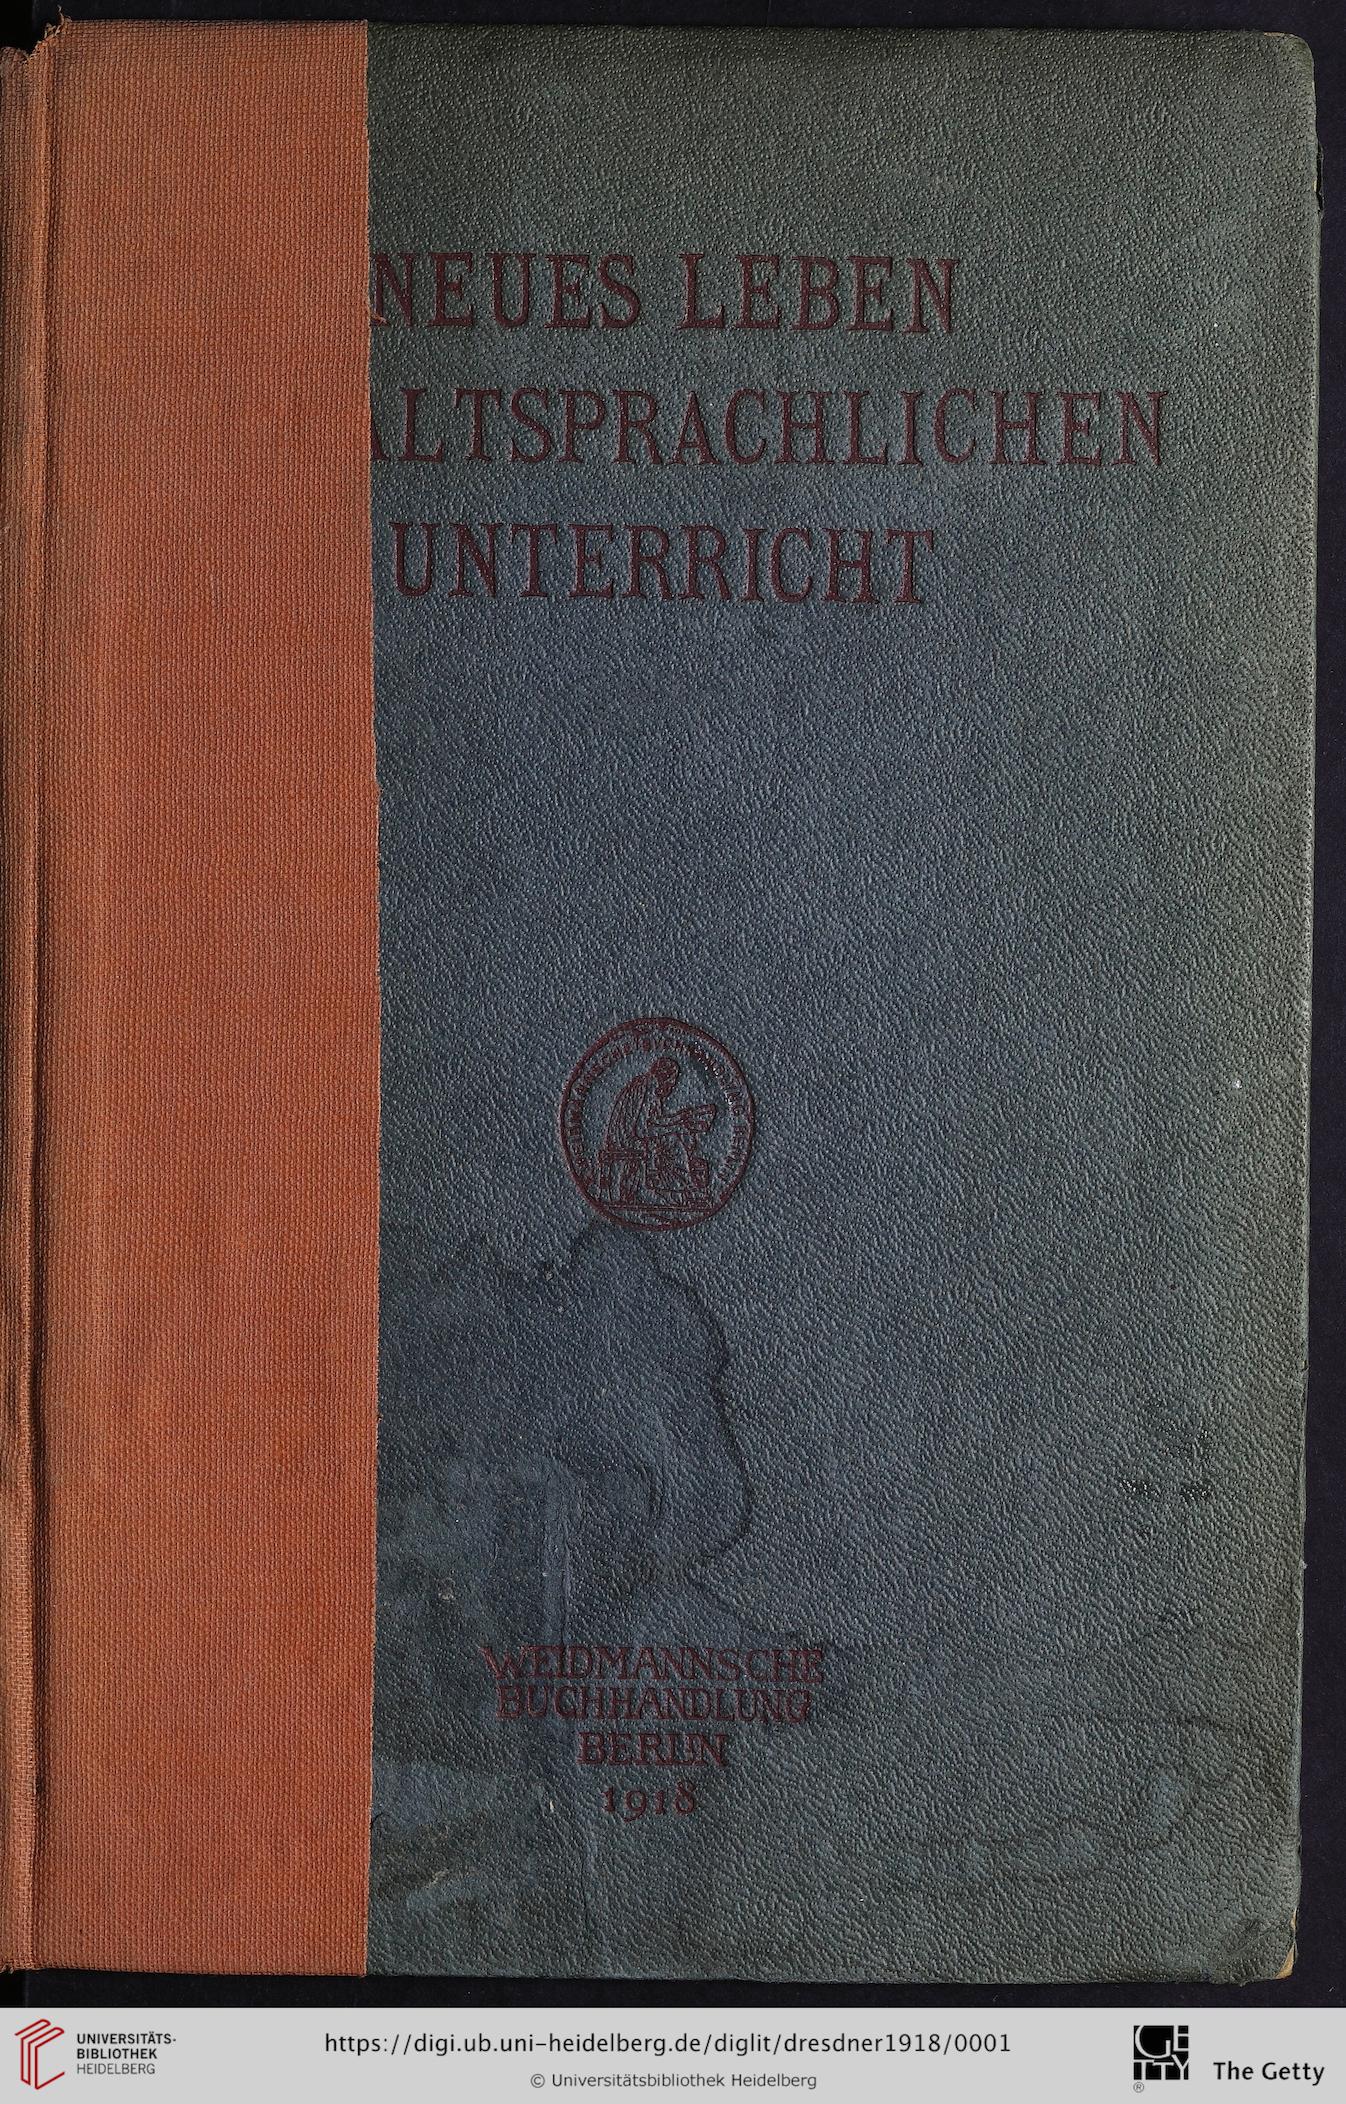 NEUES LEBEN
ALTSPRACHLICHEN
UNTERRICHT
WEIDMANNSCHE
BUCHHANDLUNG
BERLIN
1918
UNIVERSITÄTS-
BIBLIOTHEK
HEIDELBERG
https://digi.ub.uni-heidelberg.de/diglit/dresdner1918/0001
© Universitätsbibliothek Heidelberg
GETTY
®
The Getty